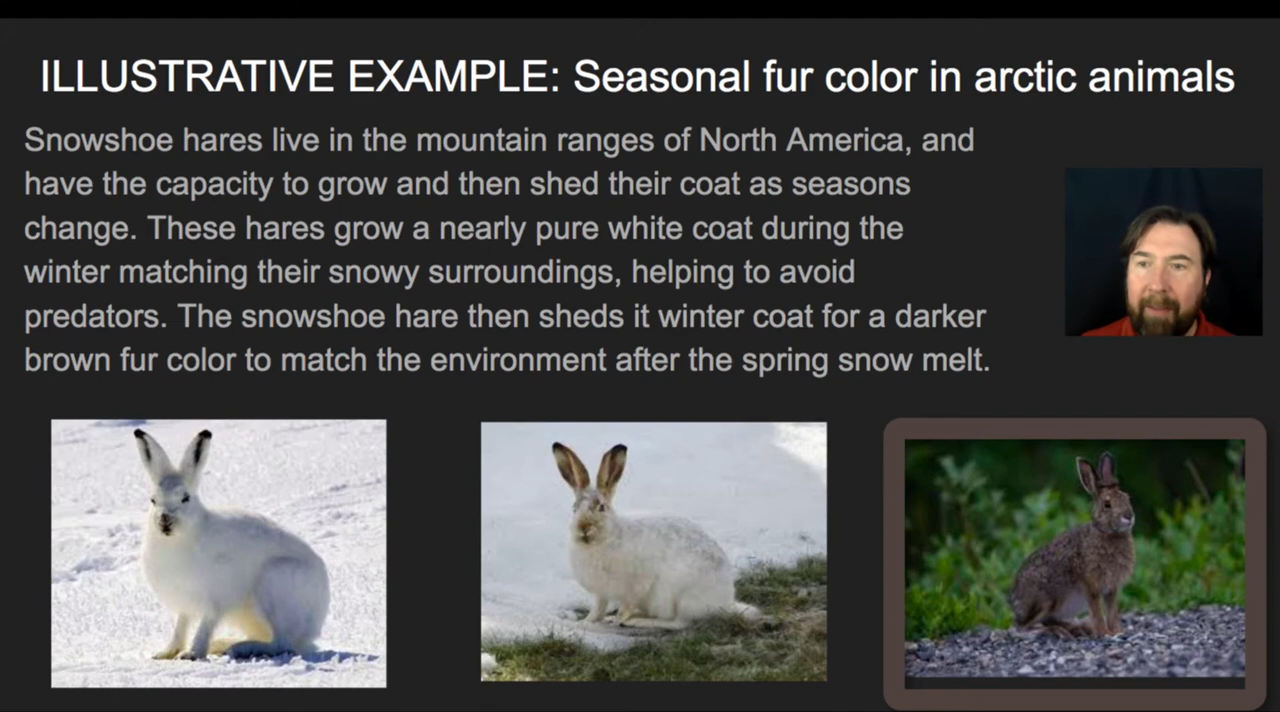 ILLUSTRATIVE EXAMPLE: Seasonal fur color in arctic animals
Snowshoe hares live in the mountain ranges of North America, and
have the capacity to grow and then shed their coat as seasons
change. These hares grow a nearly pure white coat during the
winter matching their snowy surroundings, helping to avoid
predators. The snowshoe hare then sheds it winter coat for a darker
brown fur color to match the environment after the spring snow melt.